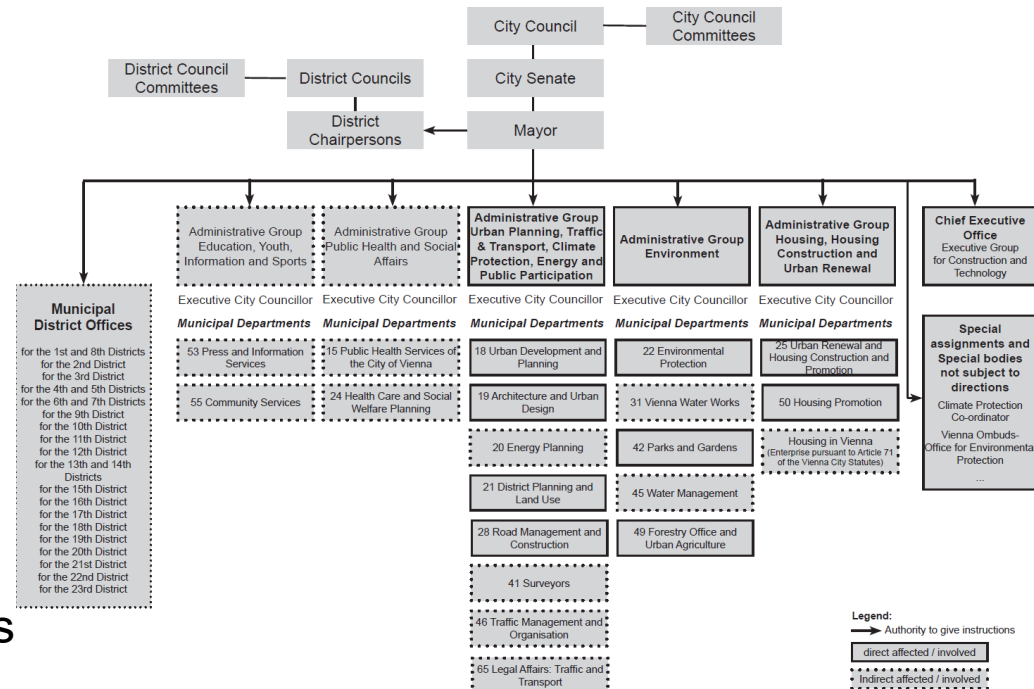 City Council
City Council
Committees
District Council
Committees
District Councils
City Senate
District
Chairpersons
Mayor
Municipal
District Offices
for the 1st and 8th Districts
for the 2nd District
for the 3rd District
for the 4th and 5th Districts
for the 6th and 7th Districts
for the 9th District
for the 10th District
for the 11th District
for the 12th District
for the 13th and 14th
Districts
for the 15th District
for the 16th District
for the 17th District
for the 18th District
for the 19th District
for the 20th District
for the 21st District
for the 22nd District
for the 23rd District
Administrative Group
Education, Youth,
Information and Sports
Executive City Councillor
Municipal Departments
53 Press and Information
Services
55 Community Services
Administrative Group
Public Health and Social
Affairs
Executive City Councillor
Municipal Departments
15 Public Health Services of
the City of Vienna
24 Health Care and Social
Welfare Planning
Administrative Group
Urban Planning, Traffic
& Transport, Climate
Protection, Energy and
Public Participation
Executive City Councillor
Municipal Departments
18 Urban Development and
Planning
19 Architecture and Urban
Design
20 Energy Planning
21 District Planning and
Land Use
28 Road Management and
Construction
41 Surveyors
46 Traffic Management and
Organisation
65 Legal Affairs: Traffic and
Transport
Administrative Group
Environment
Executive City Councillor
Municipal Departments
22 Environmental
Protection
31 Vienna Water Works
42 Parks and Gardens
45 Water Management
49 Forestry Office and
Urban Agriculture
Administrative Group
Housing, Housing
Construction and
Urban Renewal
Executive City Councillor
Municipal Departments
25 Urban Renewal and
Housing Construction and
Promotion
50 Housing Promotion
Housing in Vienna
(Enterprise pursuant to Article 71
of the Vienna City Statutes)
Chief Executive
Office
Executive Group
for Construction and
Technology
Special
assignments and
Special bodies
not subject to
directions
Climate Protection
Co-ordinator
Vienna Ombuds-
Office for Environmental
Protection
...
s
Legend:
Authority to give instructions
direct affected / involved
Indirect affected / involved